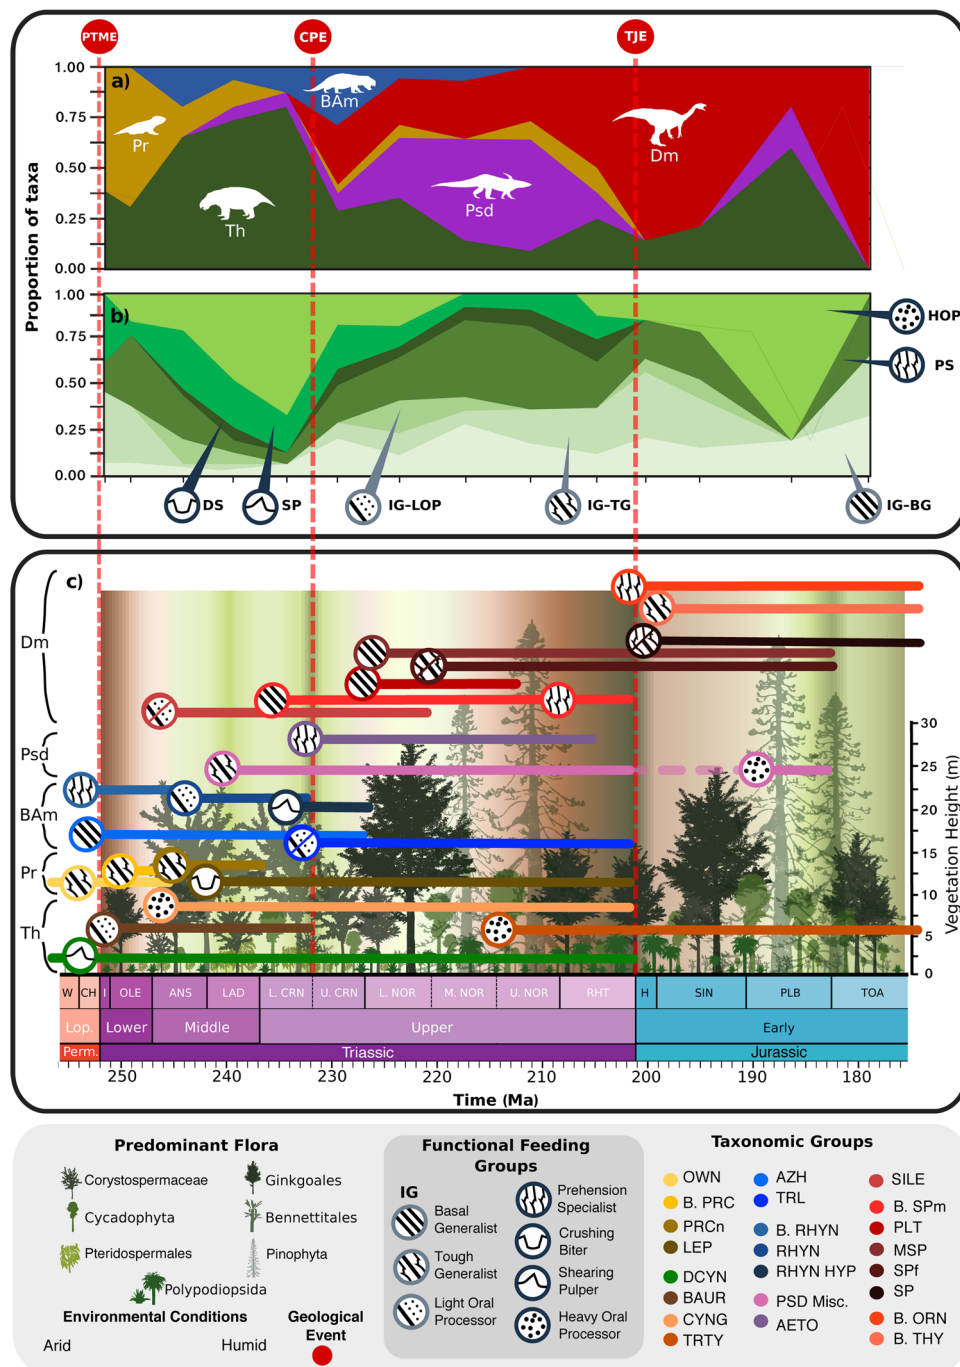 PTME
CPE
TJE
Proportion of taxa
1.00
0.75
0.50
0.25
0.00
a)
Pr
Th
BAm
Psd
Dm
1.00
0.75
0.50
0.25
0.00
b)
HOP
PS
DS
SP
IG-LOP
IG-TG
IG-BG
c)
Dm
Psd
BAm
Pr
Th
30
25
20
15
10
5
0
Vegetation Height (m)
W CH I OLE ANS LAD L. CRN U. CRN L. NOR M. NOR U. NOR RHT H SIN PLB TOA
Lop. Lower Middle Upper Early
Perm. Triassic Jurassic
250 240 230 220 210 200 190 180
Time (Ma)
Predominant Flora
Corystospermaceae
Ginkgoales
Cycadophyta
Bennettitales
Pteridospermales
Pinophyta
Polypodiopsida
Environmental Conditions
Arid
Humid
Geological
Event
Functional Feeding
Groups
IG
Basal
Generalist
Tough
Generalist
Light Oral
Processor
Prehension
Specialist
Crushing
Biter
Shearing
Pulper
Heavy Oral
Processor
Taxonomic Groups
OWN
B. PRC
PRCn
LEP
DCYN
BAUR
CYNG
TRTY
AZH
TRL
B. RHYN
RHYN
RHYN HYP
PSD Misc.
AETO
SILE
B. SPm
PLT
MSP
SPf
SP
B. ORN
B. THY